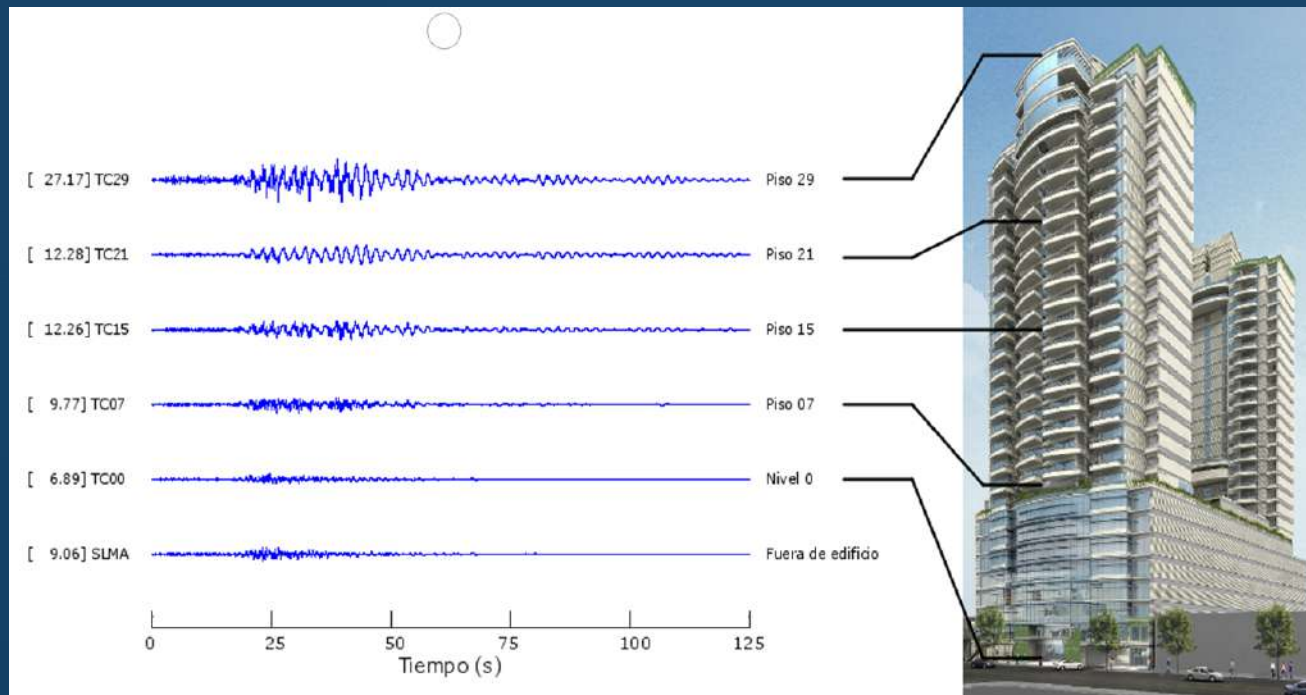 [ 27.17] TC29 Piso 29
[ 12.28] TC21 Piso 21
[ 12.26] TC15 Piso 15
[ 9.77] TC07 Piso 07
[ 6.89] TC00 Nivel 0
[ 9.06] SLMA Fuera de edificio
0 25 50 75 100 125
Tiempo (s)